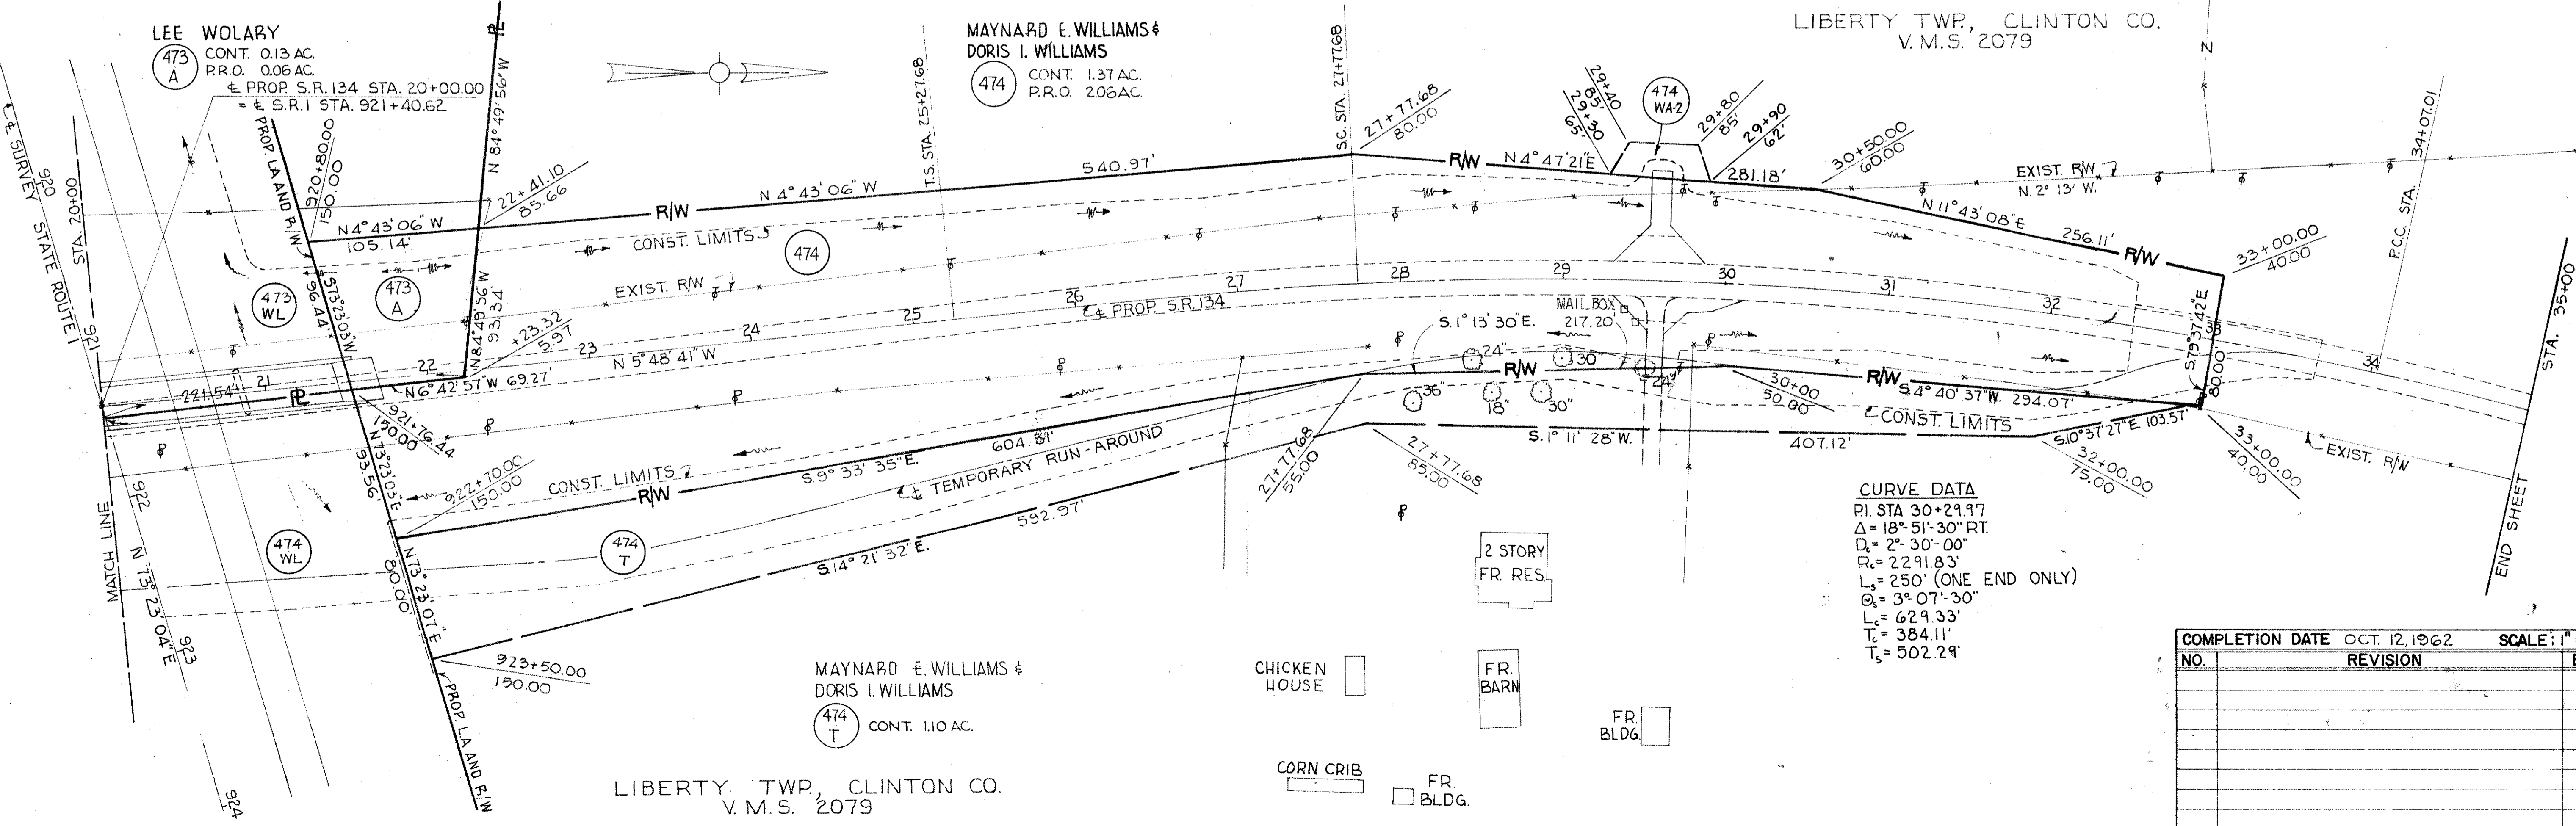 LEE WOLARY
473
A
CONT. 0.13 AC.
P.R.O. 0.06 AC.
℄ PROP. S.R. 134 STA. 20+00.00
= ℄ S.R. 1 STA. 921+40.62
MAYNARD E. WILLIAMS &
DORIS I. WILLIAMS
474
CONT. 1.37 AC.
P.R.O. 2.06 AC.
LIBERTY TWP., CLINTON CO.
V.M.S. 2079
N
℄ SURVEY STATE ROUTE 1
920
STA. 20+00
921
PROP. LA AND R/W
920+80.00
150.00
N 84° 49' 56" W
℄
22+41.10
85.66
T.S. STA. 25+27.68
S.C. STA. 27+77.68
27+77.68
80.00
29+40
85'
29+30
65'
474
WA-2
29+80
85'
29+90
62'
30+50.00
60.00
EXIST. R/W
N. 2° 13' W.
P.C.C. STA. 34+07.01
N 4° 43' 06" W
105.14'
R/W
N 4° 43' 06" W
540.97'
R/W
N 4° 47' 21" E
281.18'
N 11° 43' 08" E
256.11'
R/W
33+00.00
40.00
CONST. LIMITS
474
473
WL
473
A
S 73° 23' 03" W.
196.44'
N 84° 49' 56" W
93.34'
EXIST. R/W
℄ PROP. S.R. 134
21
22
23
24
25
26
27
28
29
30
31
32
33
34
+23.32
5.97
N 5° 48' 41" W
MAIL BOX
S. 1° 13' 30" E.
217.20'
S 79° 37' 42" E.
80.00'
STA. 35+00
221.54'
℄
N 6° 42' 57" W 69.27'
921+76.44
150.00
24"
30"
24"
36"
18"
30"
R/W
30+00
50.00
R/W
S. 4° 40' 37" W. 294.07'
CONST. LIMITS
N 73° 23' 03" E
93.56'
922+70.00
150.00
CONST. LIMITS
R/W
S. 9° 33' 35" E.
604.31'
℄ TEMPORARY RUN-AROUND
27+77.68
55.00
27+77.68
85.00
S. 1° 11' 28" W.
407.12'
S. 10° 37' 27" E. 103.57'
32+00.00
75.00
33+00.00
40.00
EXIST. R/W
MATCH LINE
922
N 73° 23' 04" E
923
924
474
WL
N 73° 23' 07" E
80.00'
474
T
S. 14° 21' 32" E.
592.97'
923+50.00
150.00
PROP. LA AND R/W
END SHEET
CURVE DATA
P.I. STA 30+29.97
Δ = 18°-51'-30" RT.
Dc = 2°-30'-00"
Rc = 2291.83'
Ls = 250' (ONE END ONLY)
Θs = 3°-07'-30"
Lc = 629.33'
Tc = 384.11'
Ts = 502.29'
2 STORY
FR. RES.
MAYNARD E. WILLIAMS &
DORIS I. WILLIAMS
474
T
CONT. 1.10 AC.
CHICKEN
HOUSE
FR.
BARN
FR.
BLDG.
CORN CRIB
FR.
BLDG.
LIBERTY TWP., CLINTON CO.
V.M.S. 2079
COMPLETION DATE OCT. 12, 1962 SCALE: 1"
NO. REVISION